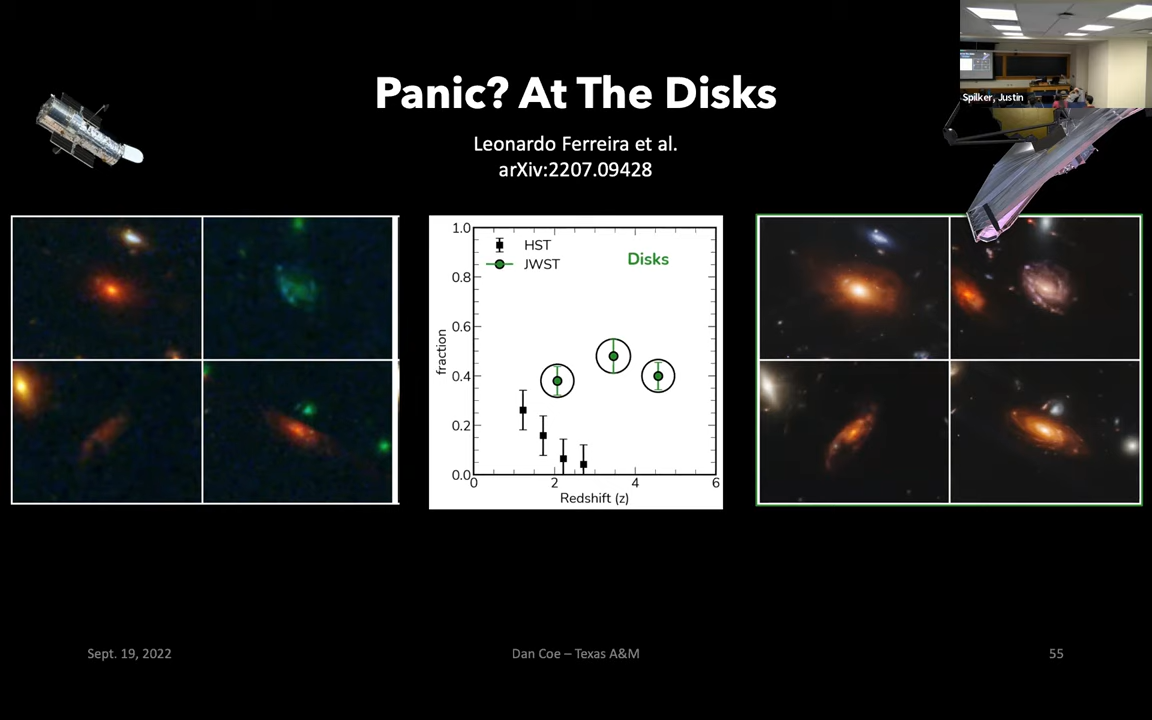 Panic? At The Disks
Leonardo Ferreira et al.
arXiv:2207.09428
Spilker, Justin
HST
JWST
Disks
fraction
1.0
0.8
0.6
0.4
0.2
0.0
0 2 4 6
Redshift (z)
Sept. 19, 2022
Dan Coe – Texas A&M
55